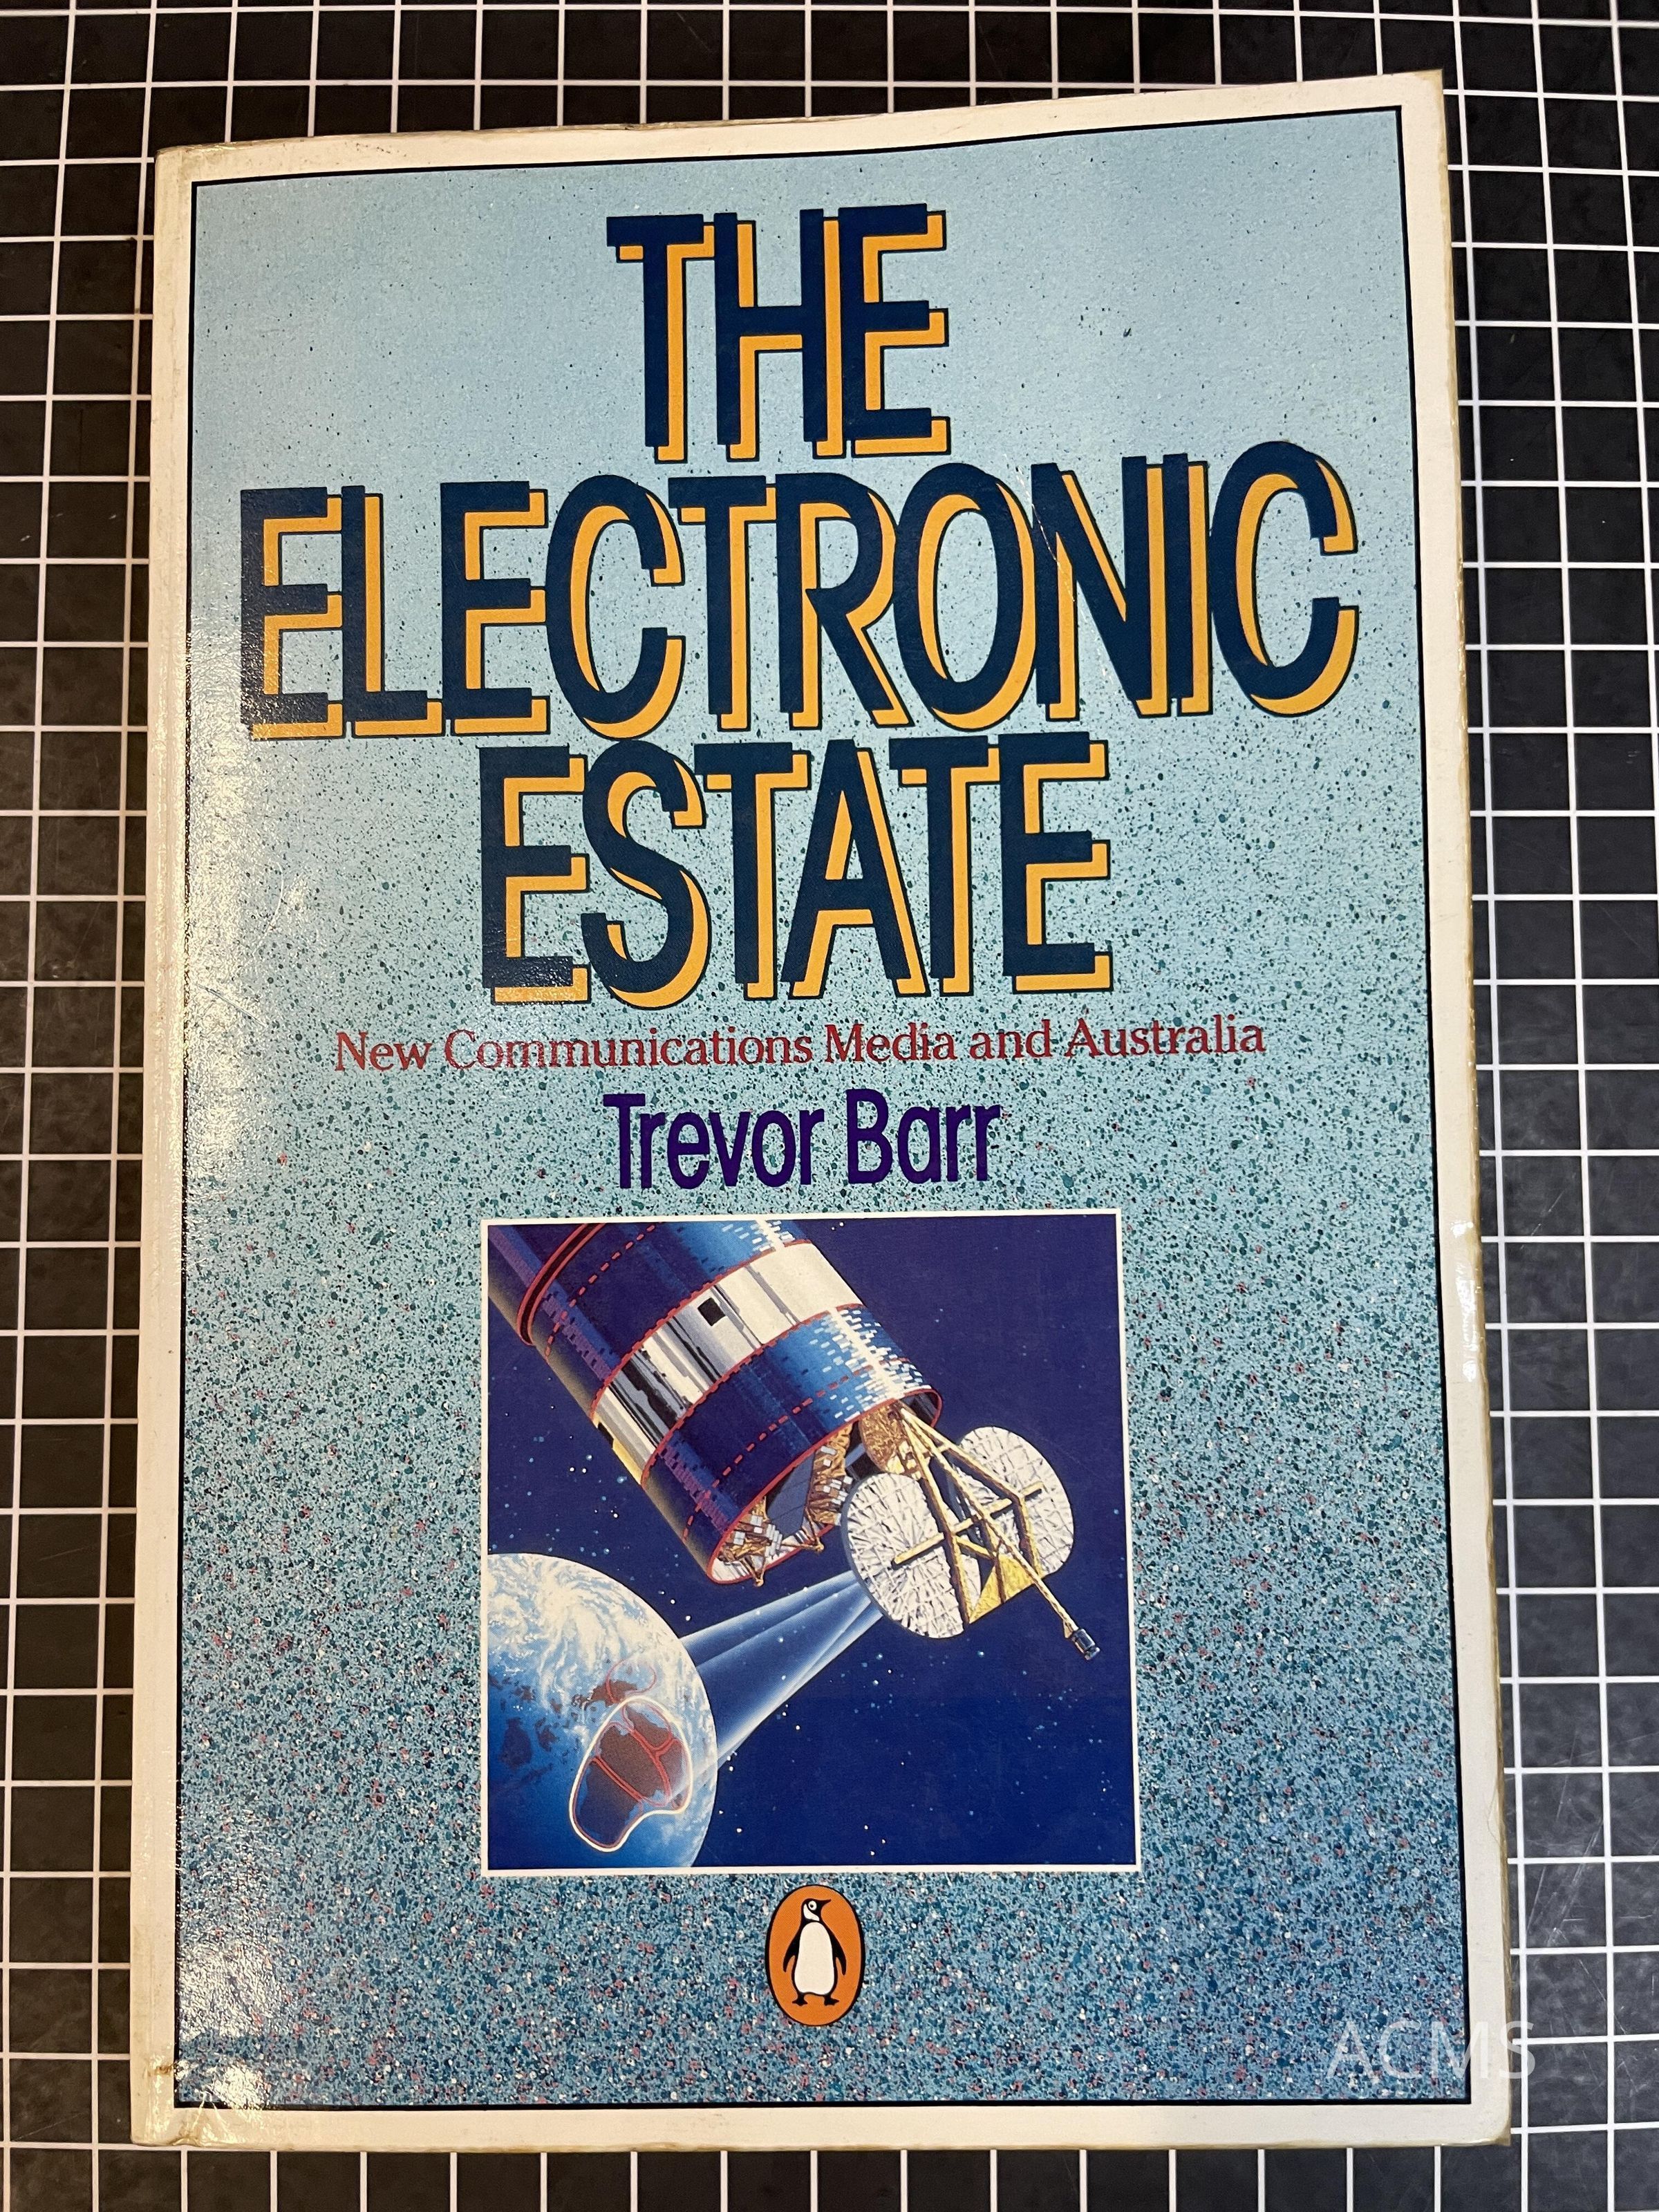 THE
ELECTRONIC
ESTATE
New Communications Media and Australia
Trevor Barr
ACMS